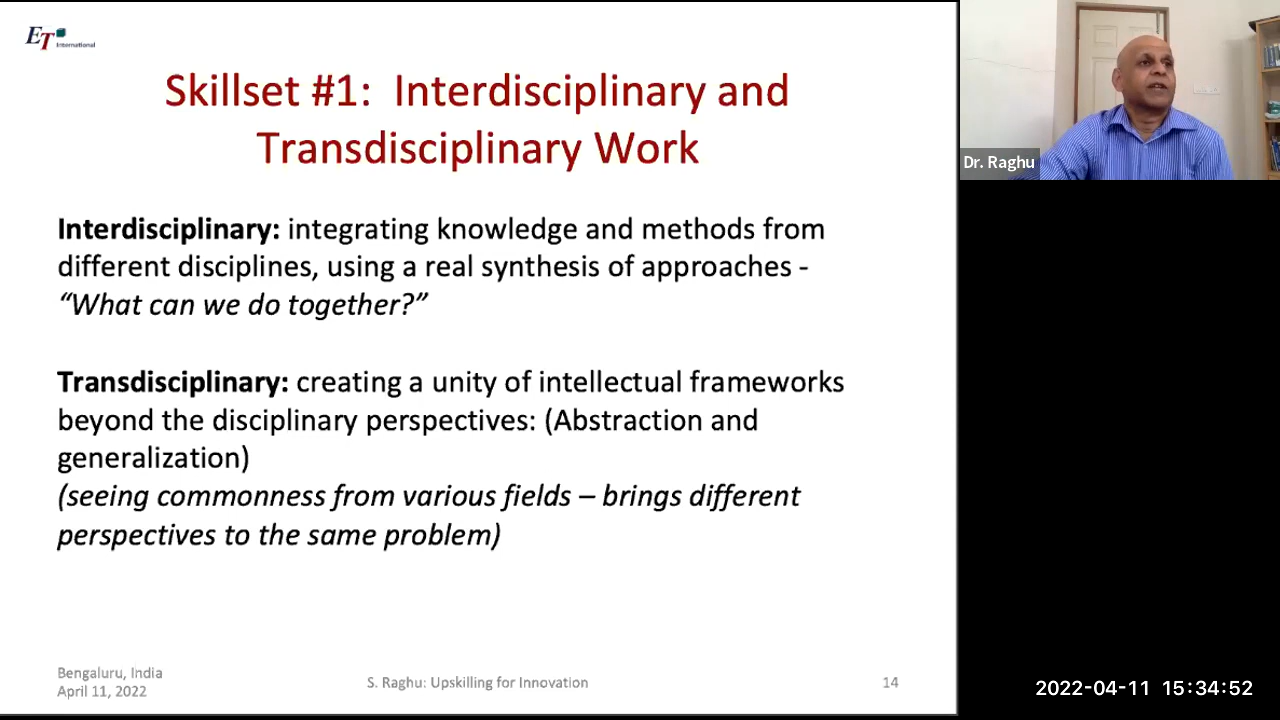 ET International
Skillset #1: Interdisciplinary and
Transdisciplinary Work
Interdisciplinary: integrating knowledge and methods from
different disciplines, using a real synthesis of approaches -
“What can we do together?”
Transdisciplinary: creating a unity of intellectual frameworks
beyond the disciplinary perspectives: (Abstraction and
generalization)
(seeing commonness from various fields – brings different
perspectives to the same problem)
Bengaluru, India
April 11, 2022
S. Raghu: Upskilling for Innovation
14
Dr. Raghu
2022-04-11 15:34:52